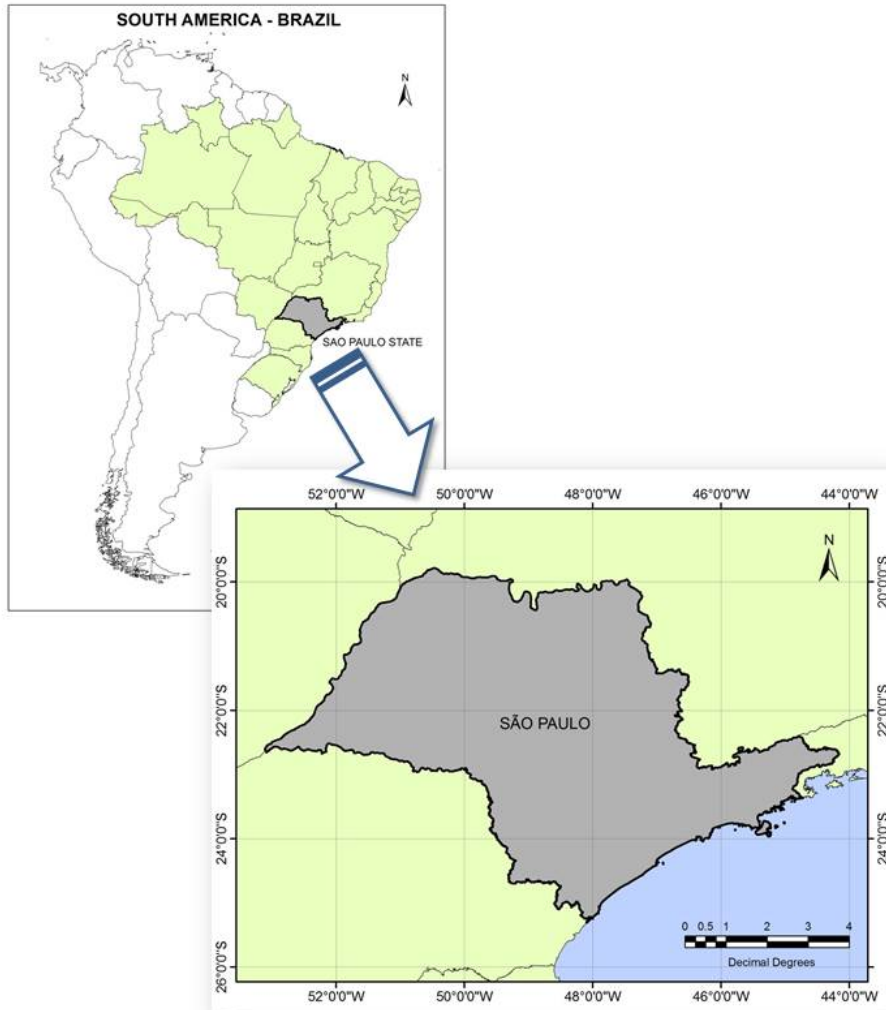 SOUTH AMERICA - BRAZIL
N
SAO PAULO STATE
52°0'0"W 50°0'0"W 48°0'0"W 46°0'0"W 44°0'0"W
N
20°0'0"S 20°0'0"S
22°0'0"S 22°0'0"S
SÃO PAULO
24°0'0"S 24°0'0"S
0 0.5 1 2 3 4
Decimal Degrees
26°0'0"S 26°0'0"S
52°0'0"W 50°0'0"W 48°0'0"W 46°0'0"W 44°0'0"W